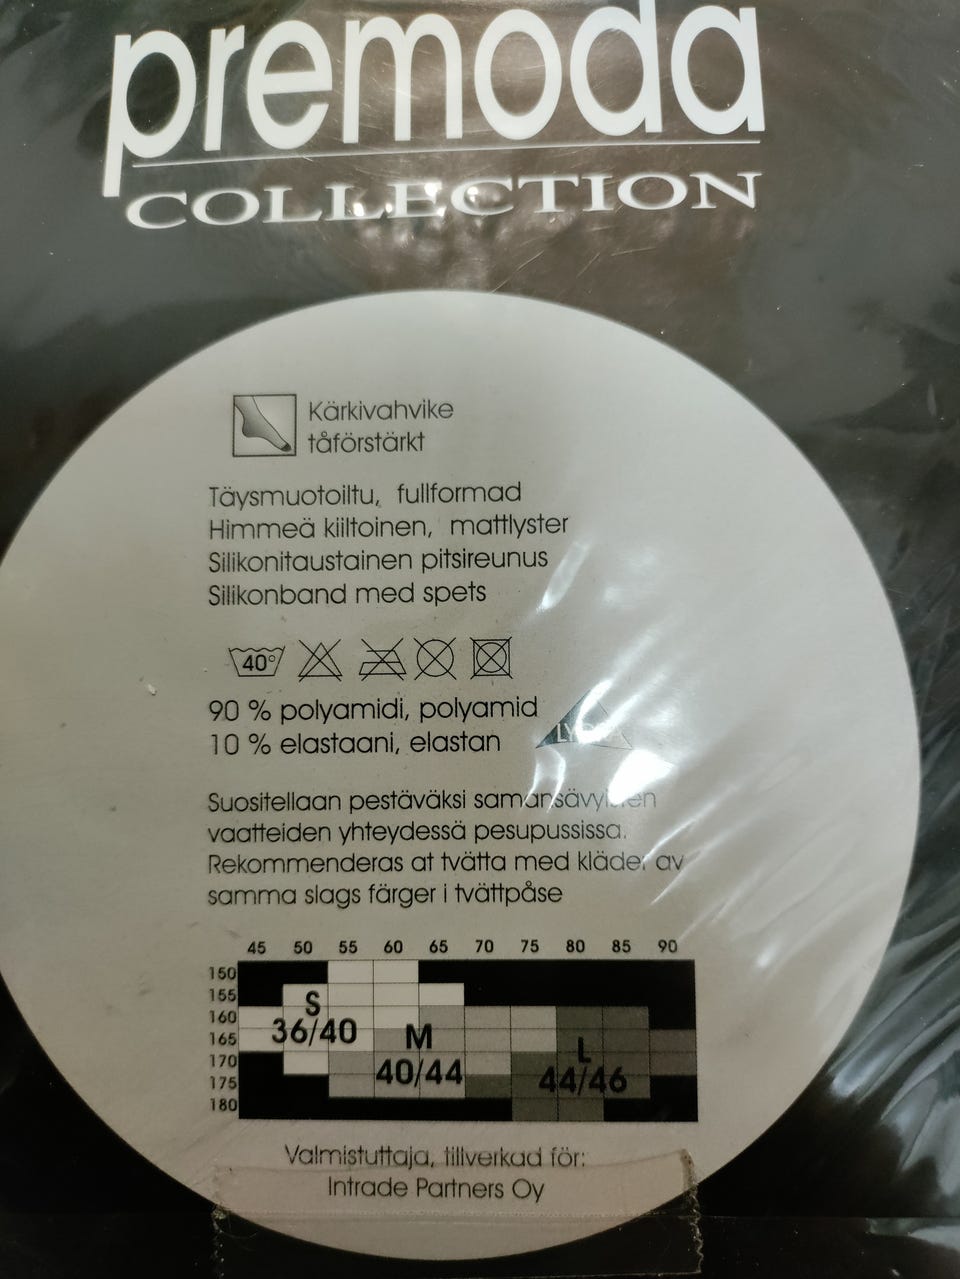 premoda
COLLECTION
Kärkivahvike
tåförstärkt
Täysmuotoiltu, fullformad
Himmeä kiiltoinen, mattlyster
Silikonitaustainen pitsireunus
Silikonband med spets
40°
90 % polyamidi, polyamid
10 % elastaani, elastan
LYCRA
Suositellaan pestäväksi samansävyisten
vaatteiden yhteydessä pesupussissa.
Rekommenderas at tvätta med kläder av
samma slags färger i tvättpåse
45 50 55 60 65 70 75 80 85 90
150
155
160
165
170
175
180
S
36/40
M
40/44
L
44/46
Valmistuttaja, tillverkad för:
Intrade Partners Oy